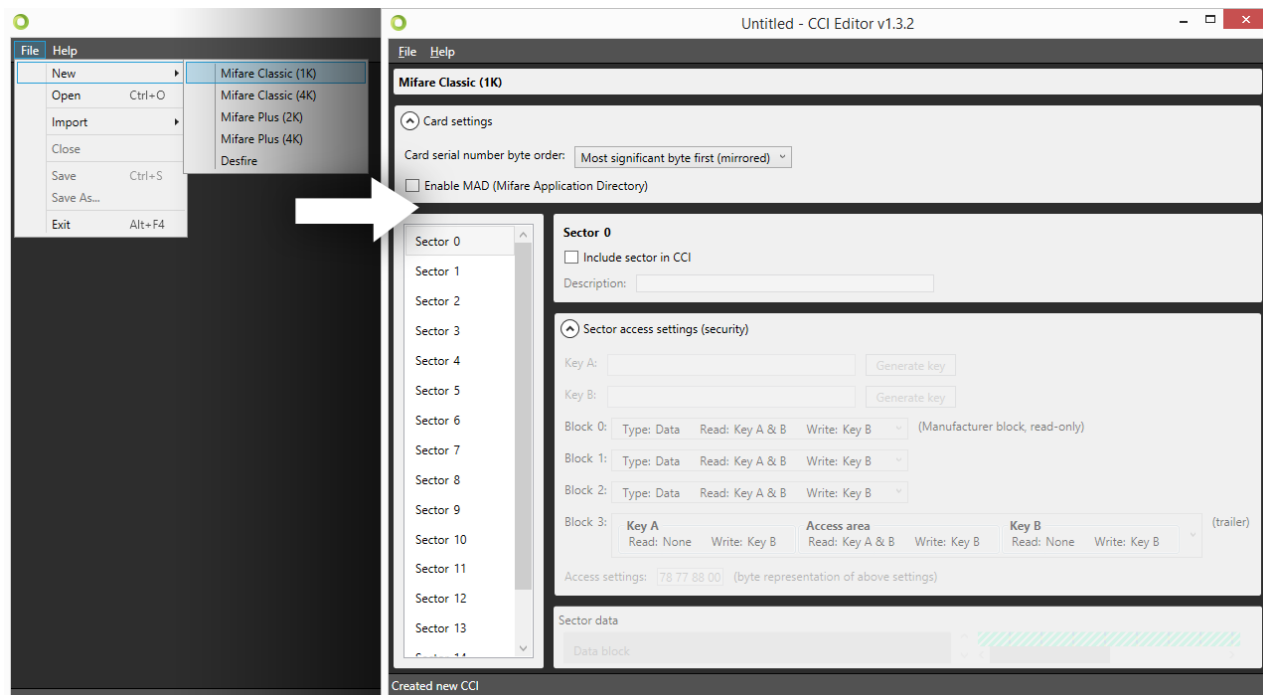 File Help
New
Open Ctrl+O
Import
Close
Save Ctrl+S
Save As...
Exit Alt+F4
Mifare Classic (1K)
Mifare Classic (4K)
Mifare Plus (2K)
Mifare Plus (4K)
Desfire
Untitled - CCI Editor v1.3.2
File Help
Mifare Classic (1K)
Card settings
Card serial number byte order: Most significant byte first (mirrored)
Enable MAD (Mifare Application Directory)
Sector 0
Sector 1
Sector 2
Sector 3
Sector 4
Sector 5
Sector 6
Sector 7
Sector 8
Sector 9
Sector 10
Sector 11
Sector 12
Sector 13
Sector 0
Include sector in CCI
Description:
Sector access settings (security)
Key A: Generate key
Key B: Generate key
Block 0: Type: Data Read: Key A & B Write: Key B (Manufacturer block, read-only)
Block 1: Type: Data Read: Key A & B Write: Key B
Block 2: Type: Data Read: Key A & B Write: Key B
Block 3: Key A Access area Key B (trailer)
Read: None Write: Key B Read: Key A & B Write: Key B Read: None Write: Key B
Access settings: 78 77 88 00 (byte representation of above settings)
Sector data
Data block
Created new CCI